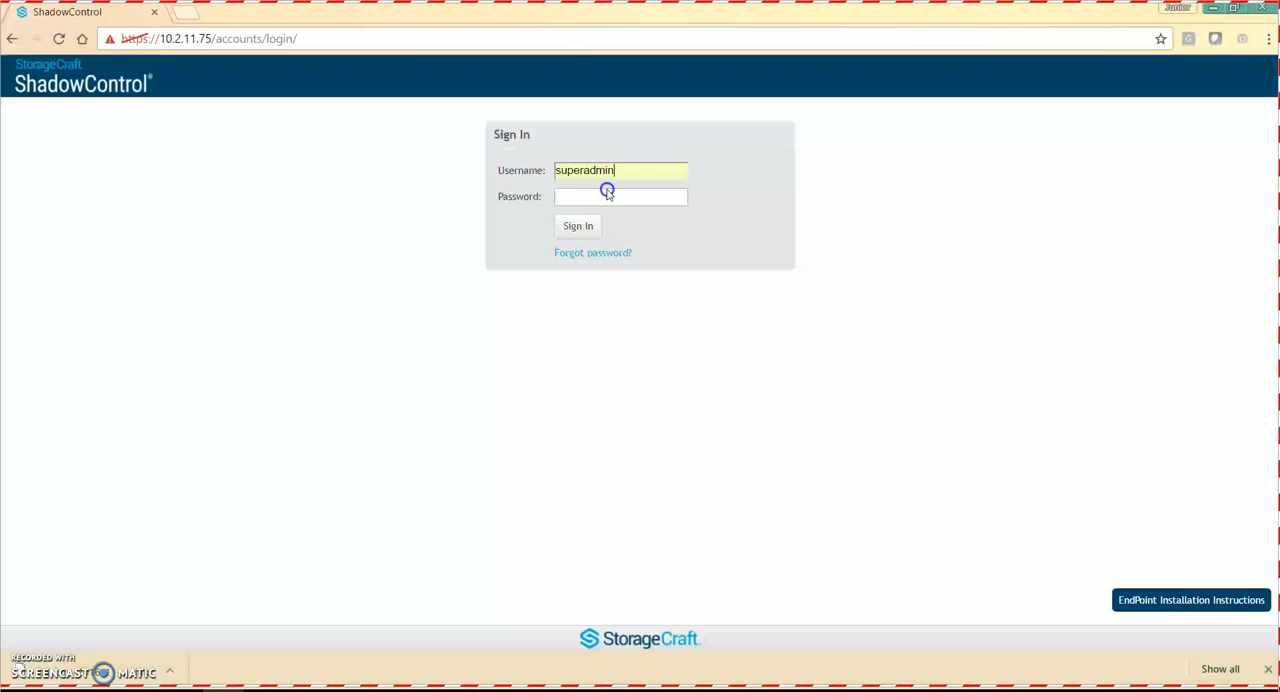 ShadowControl
Junior
https://10.2.11.75/accounts/login/
StorageCraft
ShadowControl®
Sign In
Username: superadmin
Password:
Sign In
Forgot password?
EndPoint Installation Instructions
StorageCraft.
RECORDED WITH
SCREENCAST MATIC
Show all